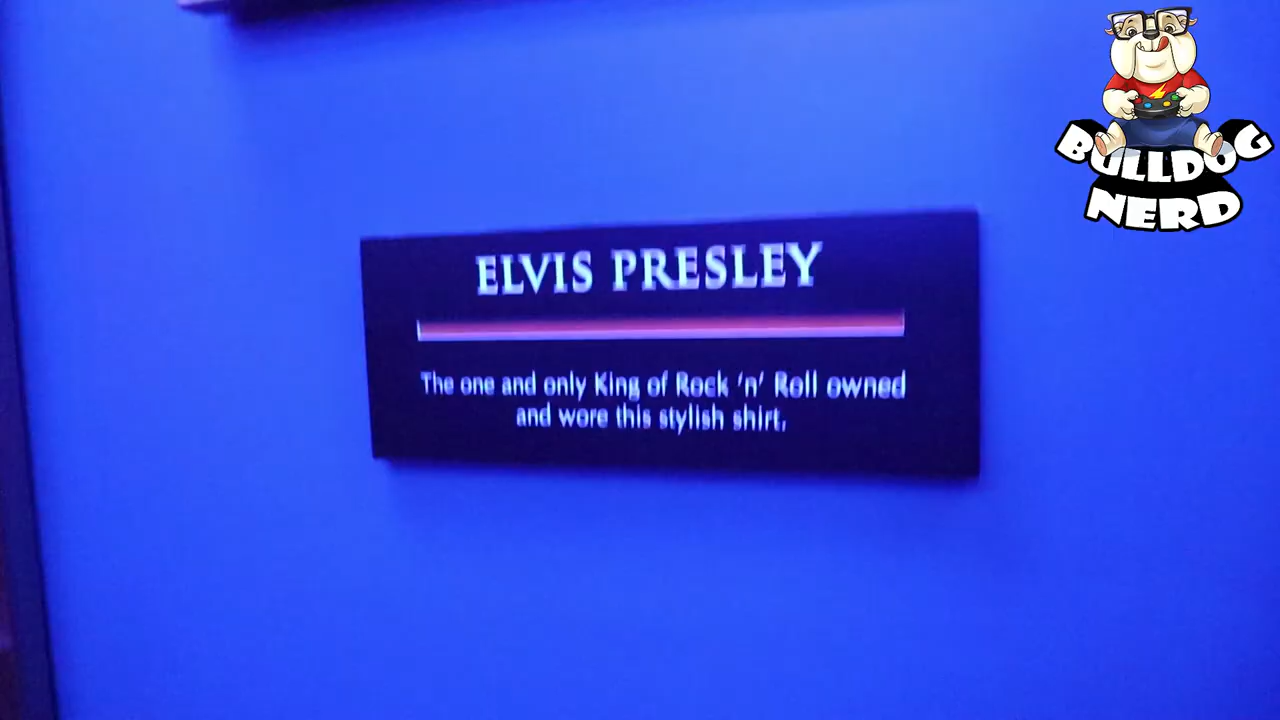 BULLDOG
NERD
ELVIS PRESLEY
The one and only King of Rock 'n' Roll owned
and wore this stylish shirt.